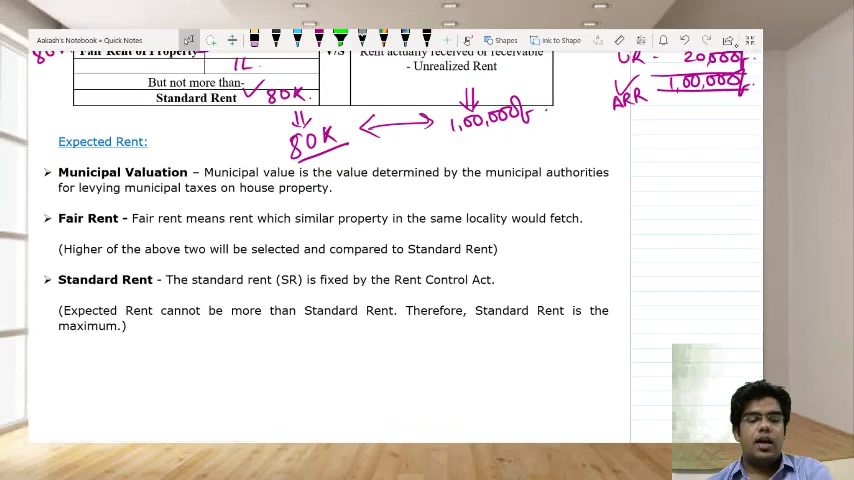 Aakash's Notebook » Quick Notes
Shapes
Ink to Shape
Fair Rent of Property
V/S
Rent actually received or receivable
UR - 20,000/-
1L
- Unrealized Rent
But not more than-
80K
1,00,000/-
ARR
Standard Rent
80K
1,00,000/-
Expected Rent:
Municipal Valuation – Municipal value is the value determined by the municipal authorities
for levying municipal taxes on house property.
Fair Rent - Fair rent means rent which similar property in the same locality would fetch.
(Higher of the above two will be selected and compared to Standard Rent)
Standard Rent - The standard rent (SR) is fixed by the Rent Control Act.
(Expected Rent cannot be more than Standard Rent. Therefore, Standard Rent is the
maximum.)